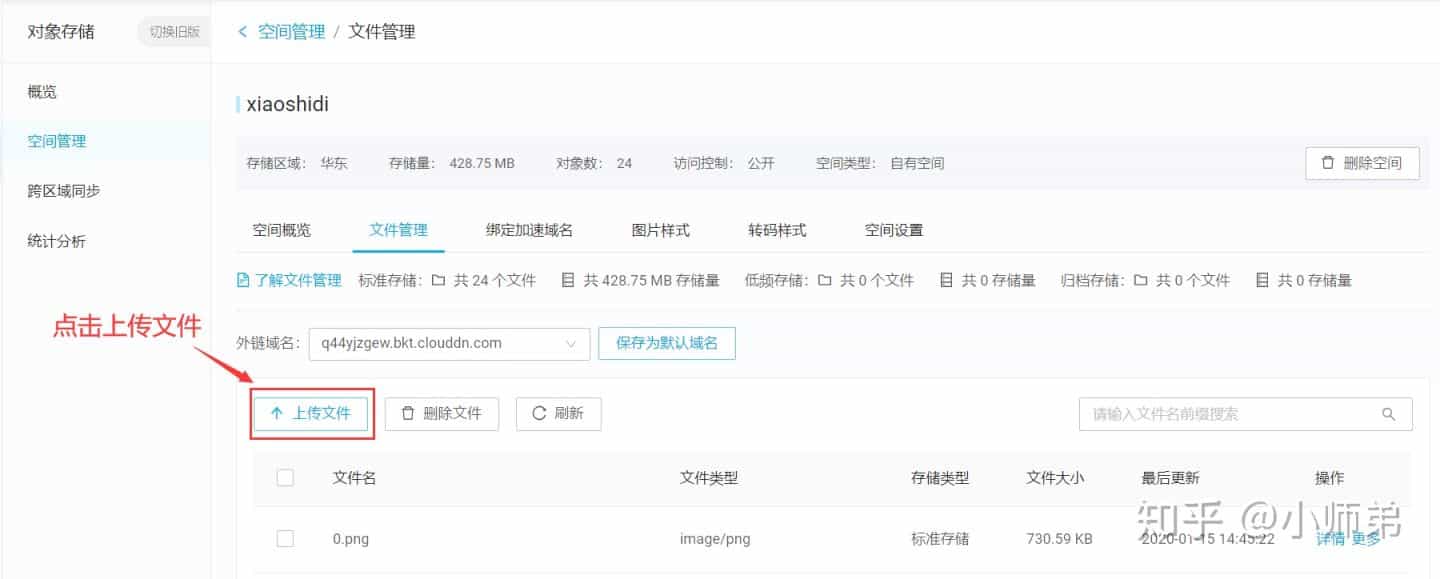 对象存储 切换旧版 空间管理 / 文件管理
概览
空间管理
跨区域同步
统计分析
xiaoshidi
存储区域： 华东 存储量： 428.75 MB 对象数： 24 访问控制： 公开 空间类型： 自有空间 删除空间
空间概览 文件管理 绑定加速域名 图片样式 转码样式 空间设置
了解文件管理 标准存储： 共 24 个文件 共 428.75 MB 存储量 低频存储： 共 0 个文件 共 0 存储量 归档存储： 共 0 个文件 共 0 存储量
点击上传文件
外链域名： q44yjzgew.bkt.clouddn.com 保存为默认域名
上传文件 删除文件 刷新 请输入文件名前缀搜索
文件名 文件类型 存储类型 文件大小 最后更新 操作
0.png image/png 标准存储 730.59 KB 2020-01-15 14:45:22 详情 更多
知乎 @小师弟